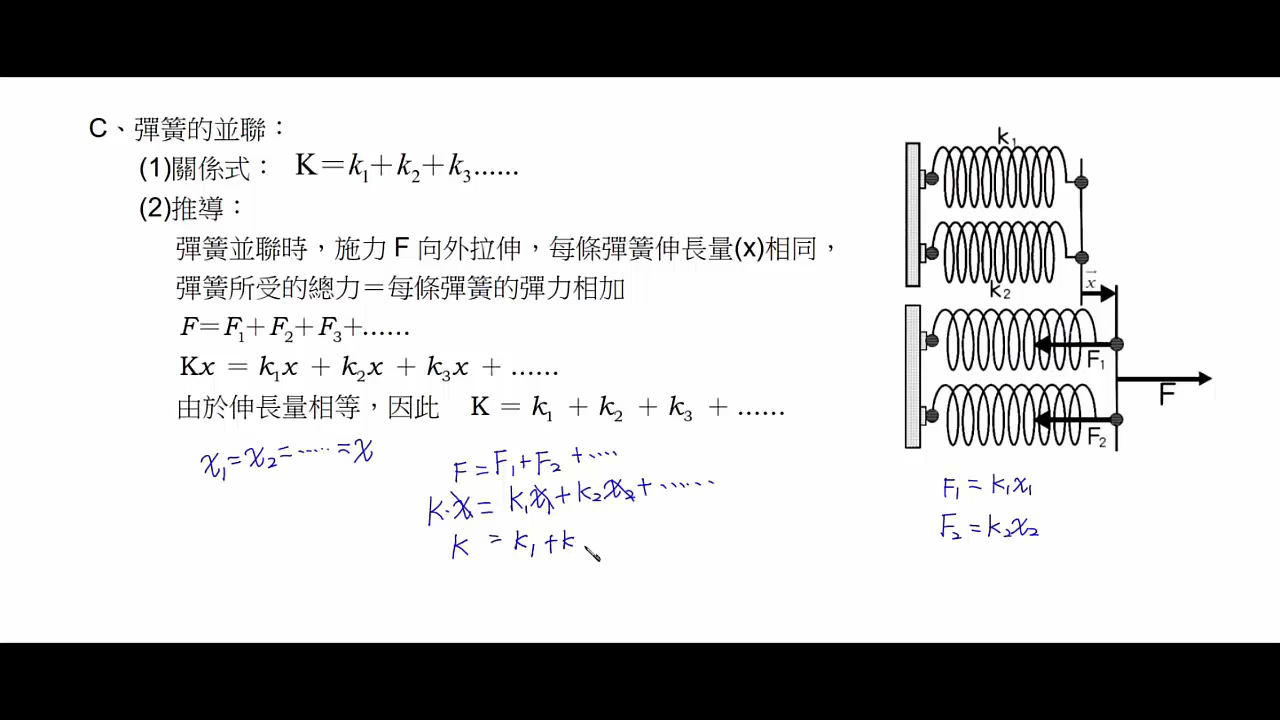 C、彈簧的並聯：
(1)關係式： K＝k₁＋k₂＋k₃......
(2)推導：
彈簧並聯時，施力 F 向外拉伸，每條彈簧伸長量(x)相同，
彈簧所受的總力＝每條彈簧的彈力相加
F＝F₁＋F₂＋F₃＋......
Kx ＝ k₁x ＋ k₂x ＋ k₃x ＋ ......
由於伸長量相等，因此 K ＝ k₁ ＋ k₂ ＋ k₃ ＋ ......
x₁=x₂=.....=x
F=F₁+F₂+....
K·x=k₁x₁+k₂x₂+......
K=k₁+k
k₁
k₂
x
F₁
F
F₂
F₁=k₁x₁
F₂=k₂x₂